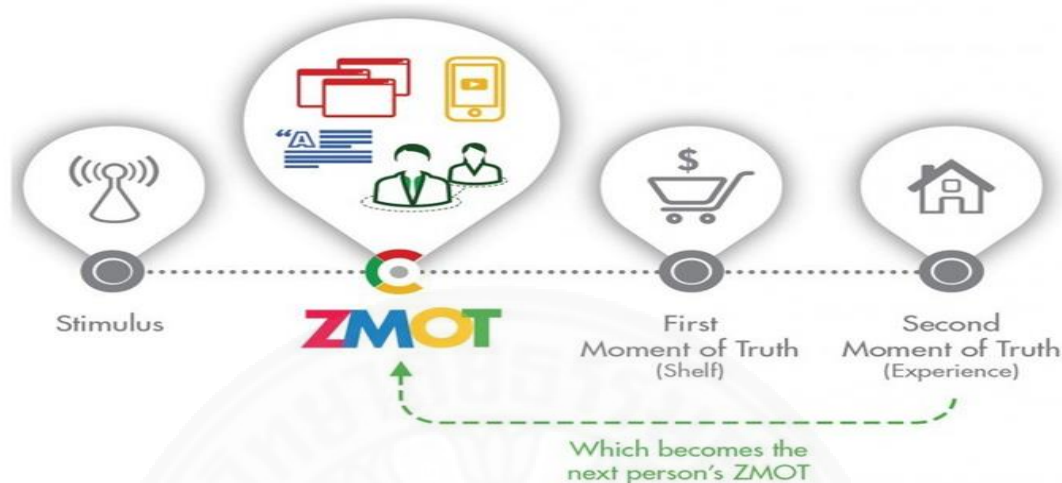 “A
$
Stimulus
ZMOT
First
Moment of Truth
(Shelf)
Second
Moment of Truth
(Experience)
Which becomes the
next person's ZMOT